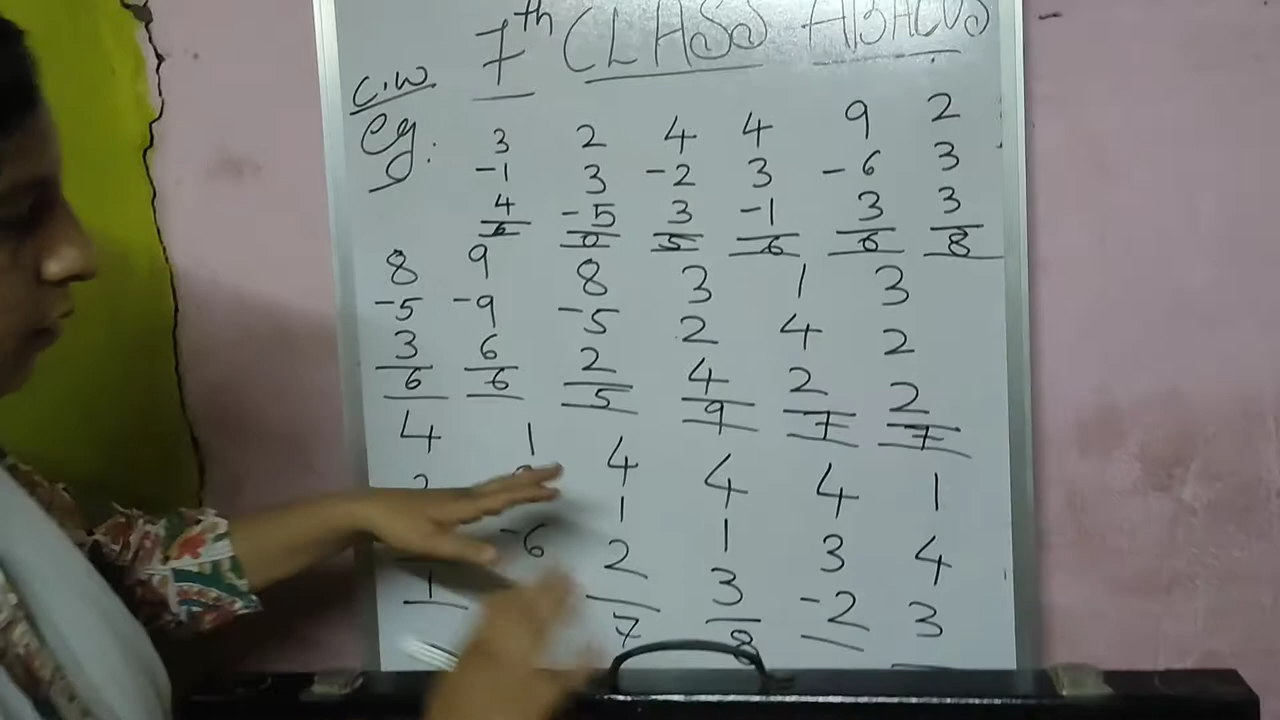 7th CLASS ABACUS
C.W.
eg.
3 2 4 4 9 2
-1 3 -2 3 -6 3
4 -5 3 -1 3 3
6 0 5 6 6 8
8 9 8 3 1 3
-5 -9 -5 2 4 2
3 6 2 4 2 2
6 6 5 9 7 7
4 1 4 4 4 1
1 1 3 4
-6 2 3 -2 3
1 7 8